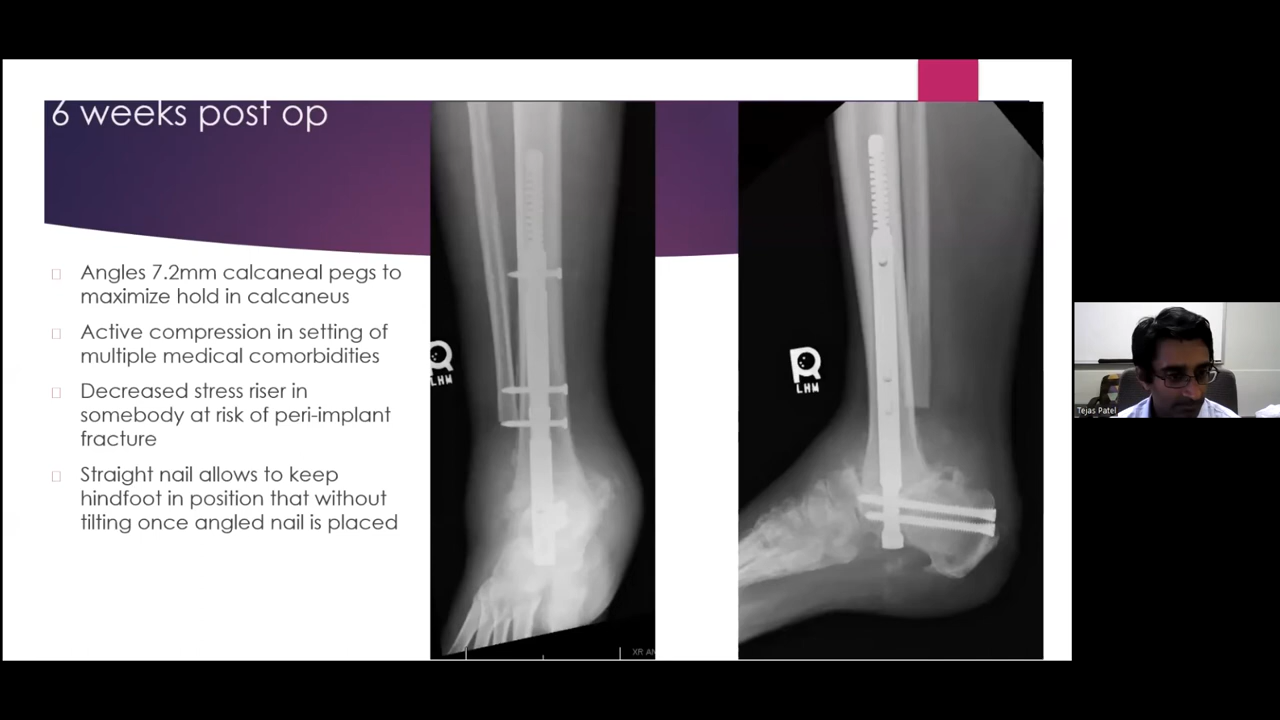 6 weeks post op
Angles 7.2mm calcaneal pegs to
maximize hold in calcaneus
Active compression in setting of
multiple medical comorbidities
Decreased stress riser in
somebody at risk of peri-implant
fracture
Straight nail allows to keep
hindfoot in position that without
tilting once angled nail is placed
R
LHM
R
LHM
XR AN
Tejas Patel